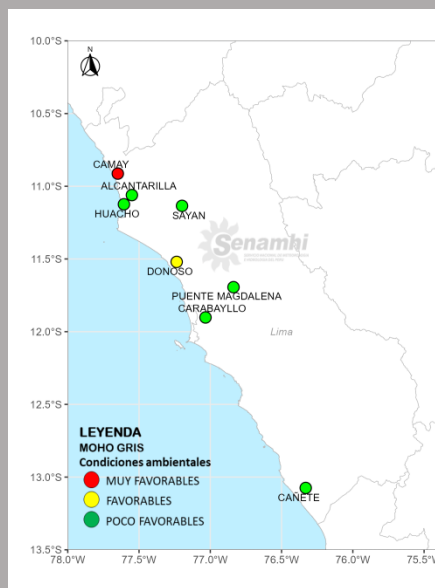 10.0°S
N
10.5°S
CAMAY
11.0°S
ALCANTARILLA
HUACHO
SAYAN
Senamhi
11.5°S
DONOSO
PUENTE MAGDALENA
CARABAYLLO
12.0°S
Lima
12.5°S
LEYENDA
MOHO GRIS
Condiciones ambientales
MUY FAVORABLES
FAVORABLES
POCO FAVORABLES
13.0°S
CAÑETE
13.5°S
78.0°W
77.5°W
77.0°W
76.5°W
76.0°W
75.5